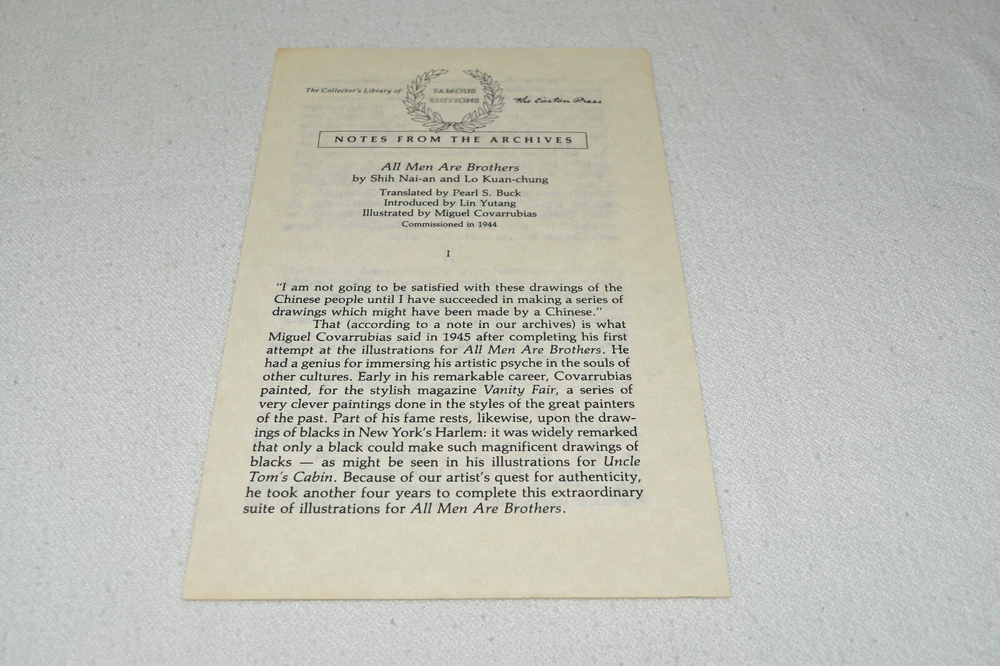 The Collector's Library of
FAMOUS
EDITIONS
The Easton Press
NOTES FROM THE ARCHIVES
All Men Are Brothers
by Shih Nai-an and Lo Kuan-chung
Translated by Pearl S. Buck
Introduced by Lin Yutang
Illustrated by Miguel Covarrubias
Commissioned in 1944
I
"I am not going to be satisfied with these drawings of the
Chinese people until I have succeeded in making a series of
drawings which might have been made by a Chinese."
That (according to a note in our archives) is what
Miguel Covarrubias said in 1945 after completing his first
attempt at the illustrations for All Men Are Brothers. He
had a genius for immersing his artistic psyche in the souls of
other cultures. Early in his remarkable career, Covarrubias
painted, for the stylish magazine Vanity Fair, a series of
very clever paintings done in the styles of the great painters
of the past. Part of his fame rests, likewise, upon the draw-
ings of blacks in New York's Harlem: it was widely remarked
that only a black could make such magnificent drawings of
blacks — as might be seen in his illustrations for Uncle
Tom's Cabin. Because of our artist's quest for authenticity,
he took another four years to complete this extraordinary
suite of illustrations for All Men Are Brothers.